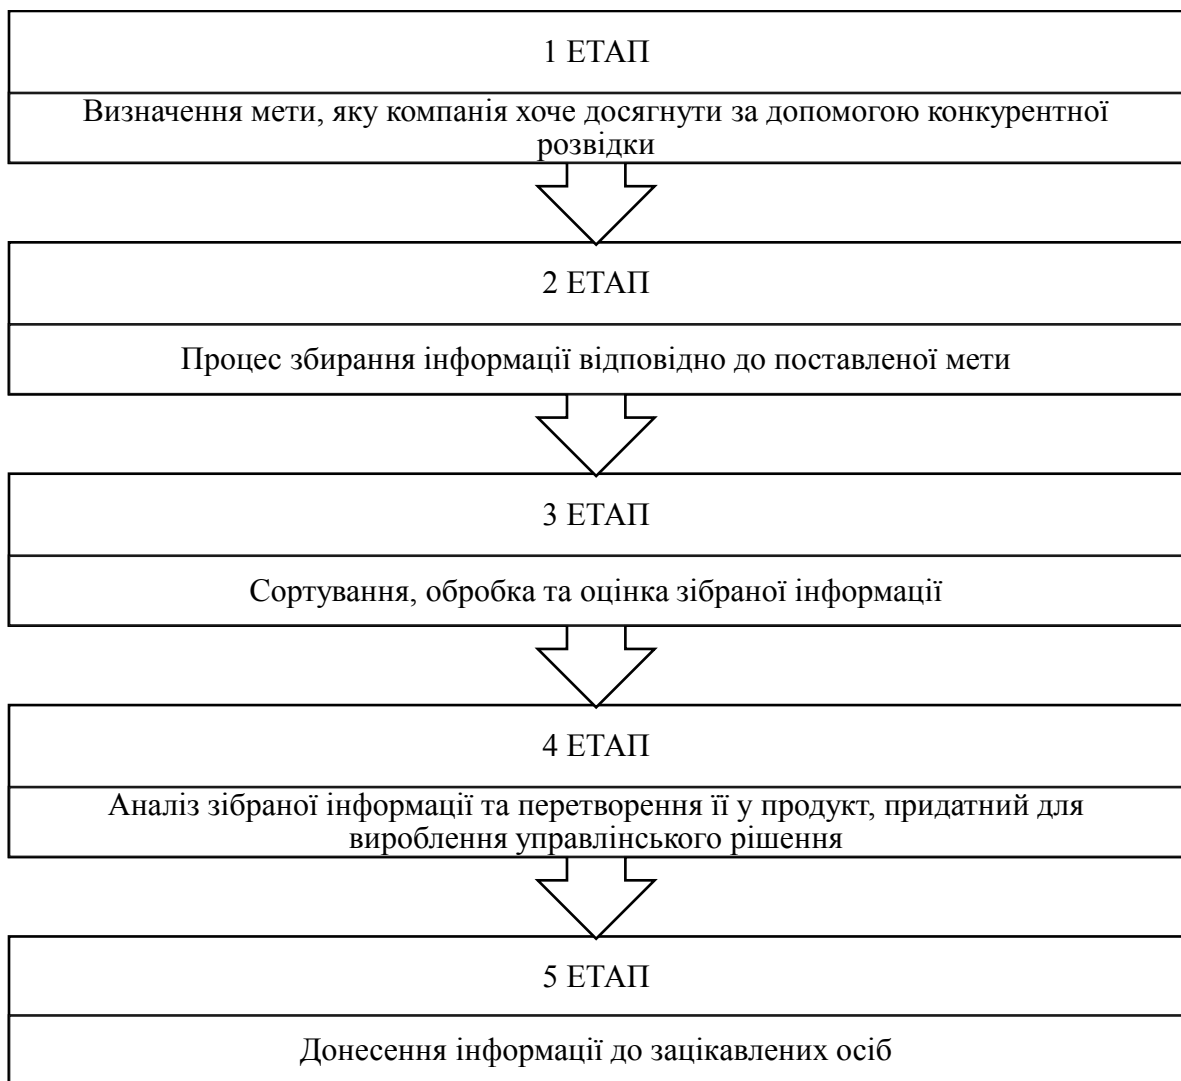 1 ЕТАП
Визначення мети, яку компанія хоче досягнути за допомогою конкурентної
розвідки
2 ЕТАП
Процес збирання інформації відповідно до поставленої мети
3 ЕТАП
Сортування, обробка та оцінка зібраної інформації
4 ЕТАП
Аналіз зібраної інформації та перетворення її у продукт, придатний для
вироблення управлінського рішення
5 ЕТАП
Донесення інформації до зацікавлених осіб